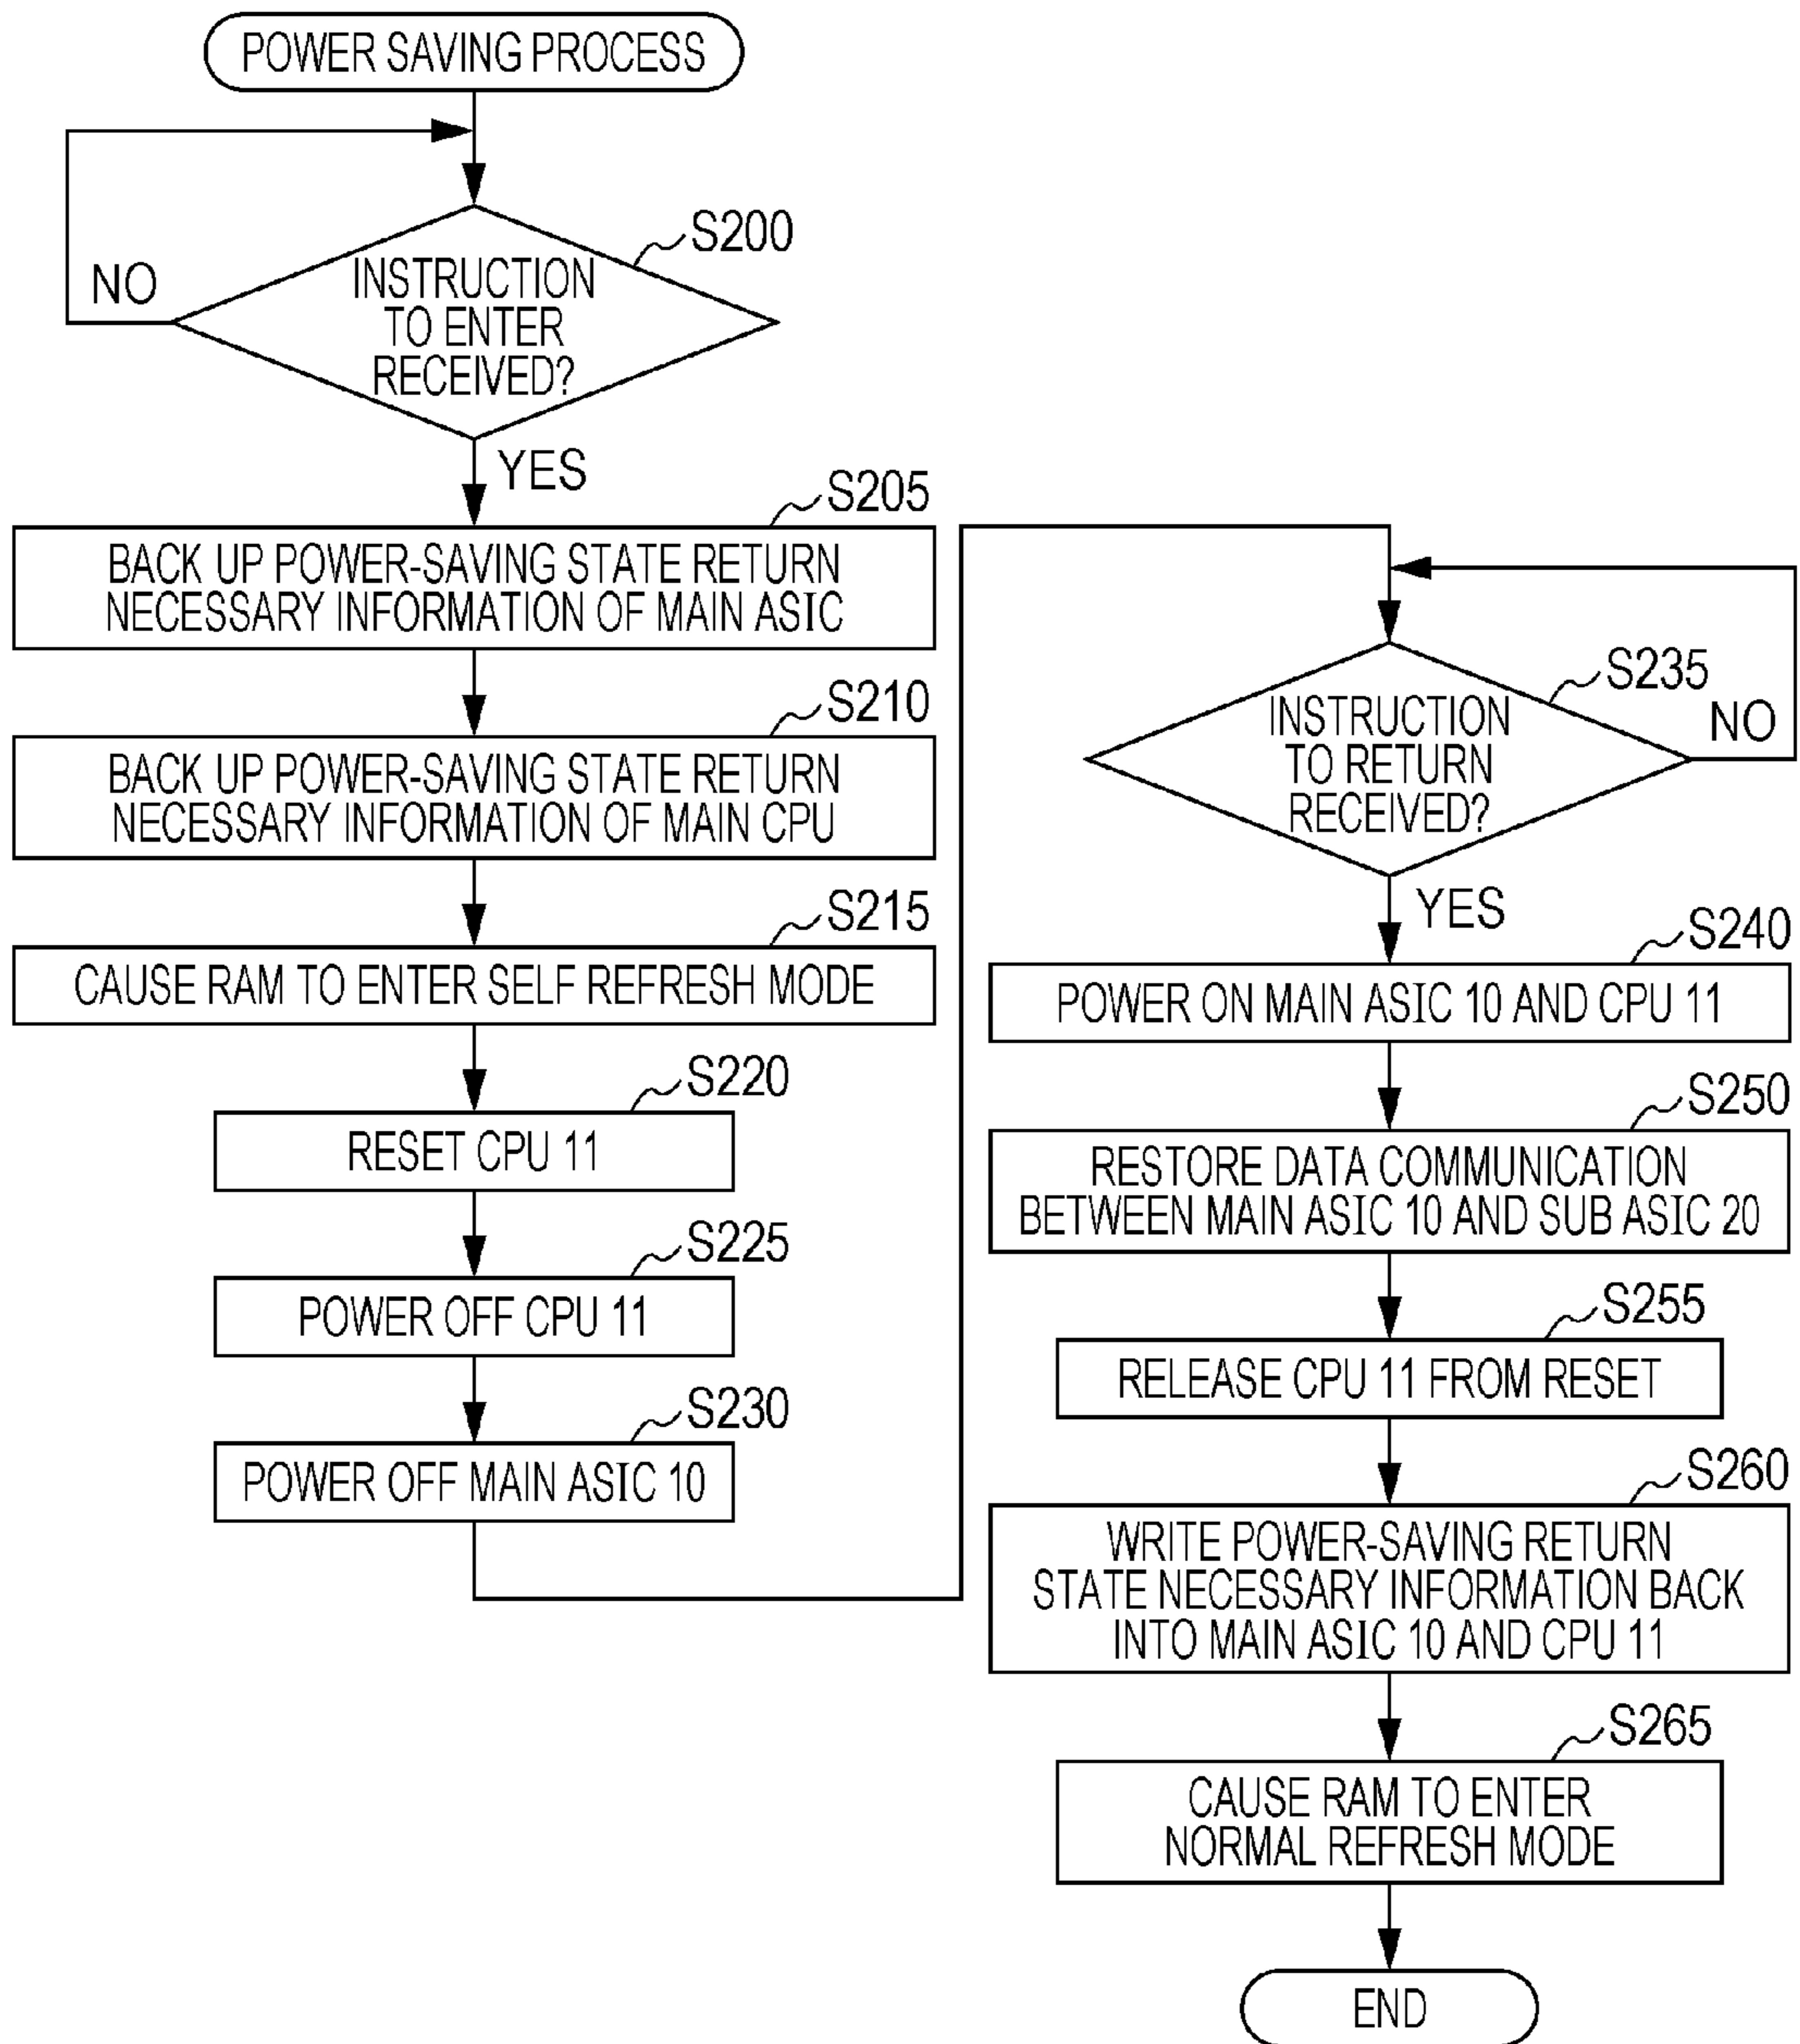 POWER SAVING PROCESS
S200
INSTRUCTION
TO ENTER
RECEIVED?
NO
YES
S205
BACK UP POWER-SAVING STATE RETURN
NECESSARY INFORMATION OF MAIN ASIC
S210
BACK UP POWER-SAVING STATE RETURN
NECESSARY INFORMATION OF MAIN CPU
S215
CAUSE RAM TO ENTER SELF REFRESH MODE
S220
RESET CPU 11
S225
POWER OFF CPU 11
S230
POWER OFF MAIN ASIC 10
S235
INSTRUCTION
TO RETURN
RECEIVED?
NO
YES
S240
POWER ON MAIN ASIC 10 AND CPU 11
S250
RESTORE DATA COMMUNICATION
BETWEEN MAIN ASIC 10 AND SUB ASIC 20
S255
RELEASE CPU 11 FROM RESET
S260
WRITE POWER-SAVING RETURN
STATE NECESSARY INFORMATION BACK
INTO MAIN ASIC 10 AND CPU 11
S265
CAUSE RAM TO ENTER
NORMAL REFRESH MODE
END